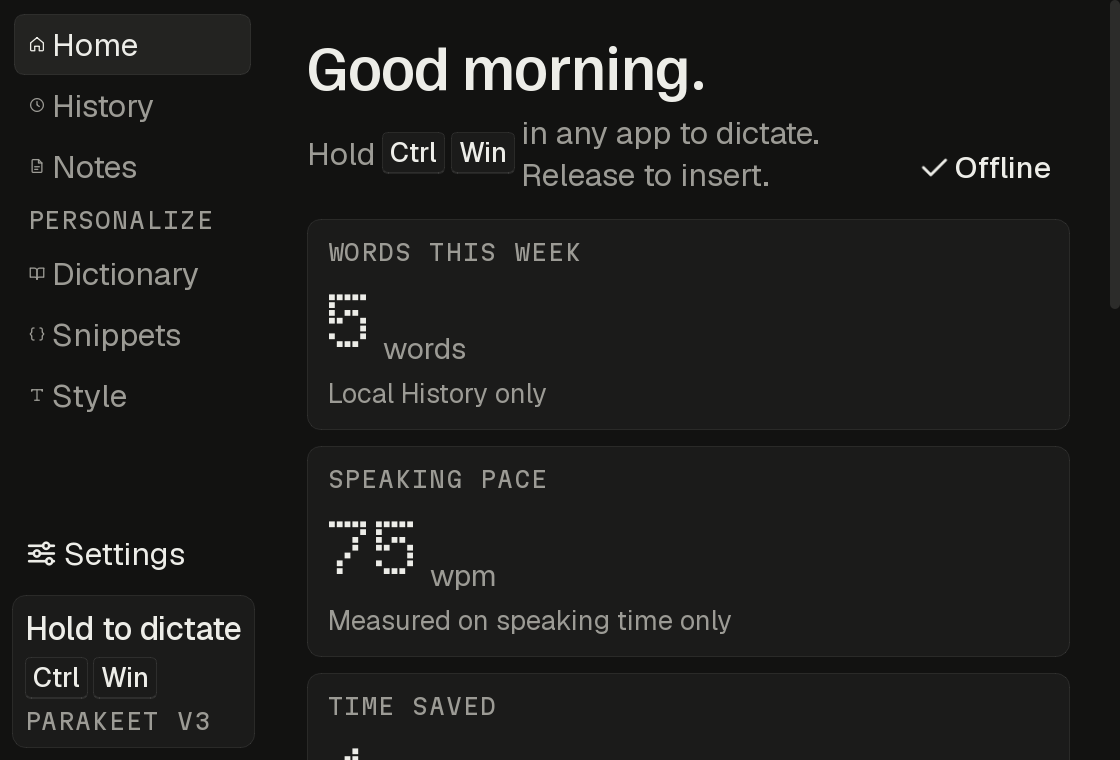 Home
History
Notes
PERSONALIZE
Dictionary
Snippets
Style
Settings
Hold to dictate
Ctrl Win
PARAKEET V3
Good morning.
Hold Ctrl Win in any app to dictate.
Release to insert.
Offline
WORDS THIS WEEK
5 words
Local History only
SPEAKING PACE
75 wpm
Measured on speaking time only
TIME SAVED